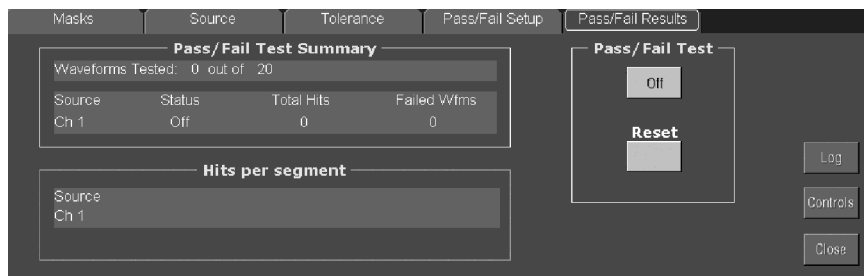 Masks Source Tolerance Pass/Fail Setup Pass/Fail Results
Pass/Fail Test Summary
Waveforms Tested: 0 out of 20
Source Status Total Hits Failed Wfms
Ch 1 Off 0 0
Hits per segment
Source
Ch 1
Pass/Fail Test
Off
Reset
Log
Controls
Close